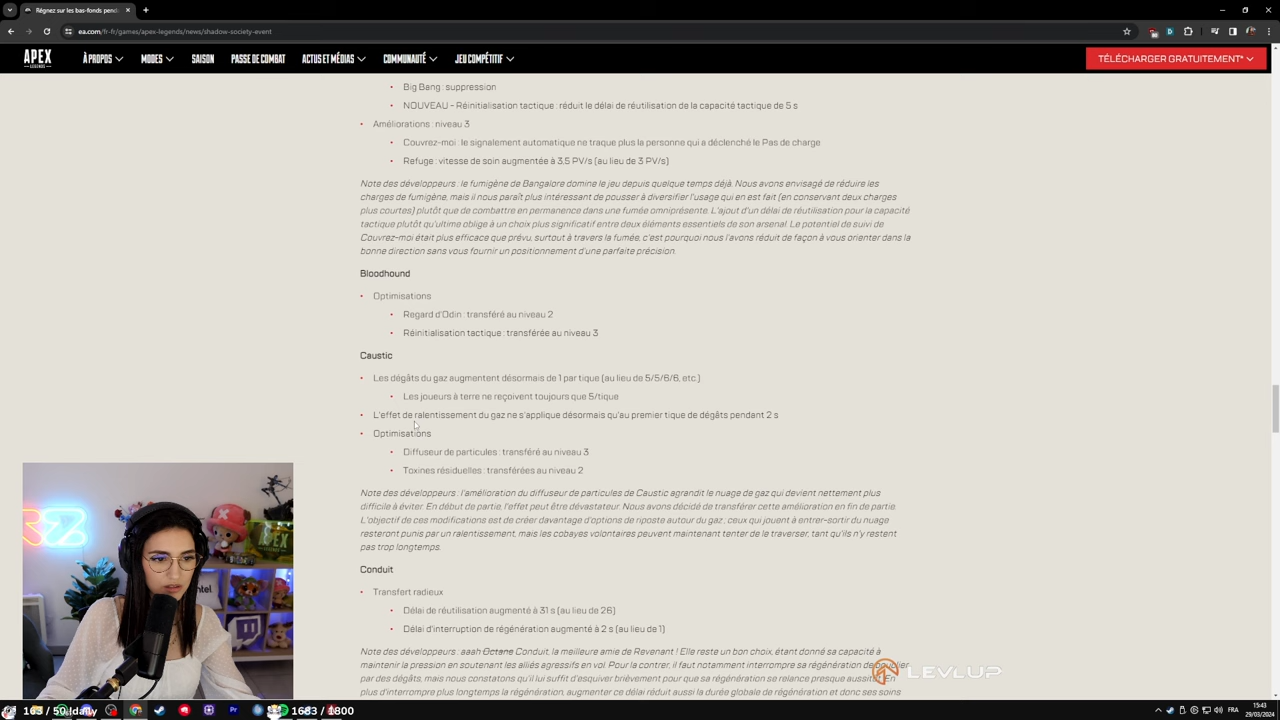 Régnez sur les bas-fonds pend
ea.com/fr-fr/games/apex-legends/news/shadow-society-event
APEX
LEGENDS
À PROPOS
MODES
SAISON
PASSE DE COMBAT
ACTUS ET MÉDIAS
COMMUNAUTÉ
JEU COMPÉTITIF
TÉLÉCHARGER GRATUITEMENT*
Big Bang : suppression
NOUVEAU - Réinitialisation tactique : réduit le délai de réutilisation de la capacité tactique de 5 s
Améliorations : niveau 3
Couvrez-moi : le signalement automatique ne traque plus la personne qui a déclenché le Pas de charge
Refuge : vitesse de soin augmentée à 3,5 PV/s (au lieu de 3 PV/s)
Note des développeurs : le fumigène de Bangalore domine le jeu depuis quelque temps déjà. Nous avons envisagé de réduire les
charges de fumigène, mais il nous paraît plus intéressant de pousser à diversifier l'usage qui en est fait (en conservant deux charges
plus courtes) plutôt que de combattre en permanence dans une fumée omniprésente. L'ajout d'un délai de réutilisation pour la capacité
tactique plutôt qu'ultime oblige à un choix plus significatif entre deux éléments essentiels de son arsenal. Le potentiel de suivi de
Couvrez-moi était plus efficace que prévu, surtout à travers la fumée, c'est pourquoi nous l'avons réduit de façon à vous orienter dans la
bonne direction sans vous fournir un positionnement d'une parfaite précision.
Bloodhound
Optimisations
Regard d'Odin : transféré au niveau 2
Réinitialisation tactique : transférée au niveau 3
Caustic
Les dégâts du gaz augmentent désormais de 1 par tique (au lieu de 5/5/6/6, etc.)
Les joueurs à terre ne reçoivent toujours que 5/tique
L'effet de ralentissement du gaz ne s'applique désormais qu'au premier tique de dégâts pendant 2 s
Optimisations
Diffuseur de particules : transféré au niveau 3
Toxines résiduelles : transférées au niveau 2
Note des développeurs : l'amélioration du diffuseur de particules de Caustic agrandit le nuage de gaz qui devient nettement plus
difficile à éviter. En début de partie, l'effet peut être dévastateur. Nous avons décidé de transférer cette amélioration en fin de partie.
L'objectif de ces modifications est de créer davantage d'options de riposte autour du gaz ; ceux qui jouent à entrer-sortir du nuage
resteront punis par un ralentissement, mais les cobayes volontaires peuvent maintenant tenter de le traverser, tant qu'ils n'y restent
pas trop longtemps.
Conduit
Transfert radieux
Délai de réutilisation augmenté à 31 s (au lieu de 26)
Délai d'interruption de régénération augmenté à 2 s (au lieu de 1)
Note des développeurs : aaah Octane Conduit, la meilleure amie de Revenant ! Elle reste un bon choix, étant donné sa capacité à
maintenir la pression en soutenant les alliés agressifs en vol. Pour la contrer, il faut notamment interrompre sa régénération de bouclier
par des dégâts, mais nous constatons qu'il lui suffit d'esquiver brièvement pour que sa régénération se relance presque aussitôt. En
plus d'interrompre plus longtemps la régénération, augmenter ce délai réduit aussi la durée globale de régénération et donc ses soins
LEVLUP
FRA
15:43
29/03/2024